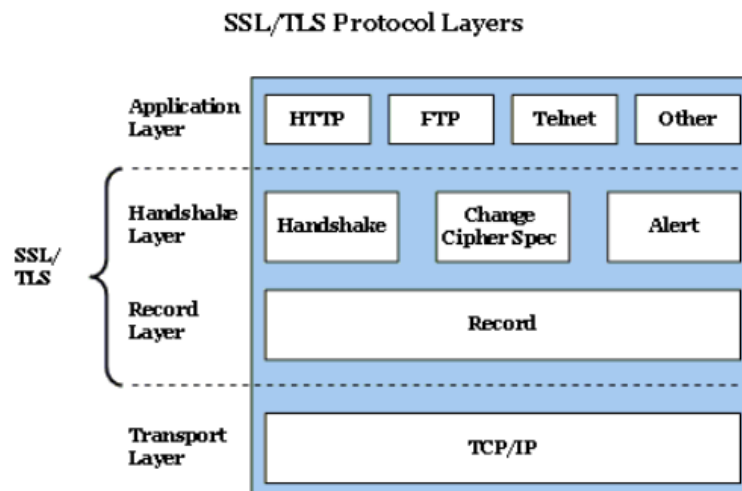 SSL/TLS Protocol Layers
Application
Layer
HTTP
FTP
Telnet
Other
SSL/
TLS
Handshake
Layer
Handshake
Change
Cipher Spec
Alert
Record
Layer
Record
Transport
Layer
TCP/IP